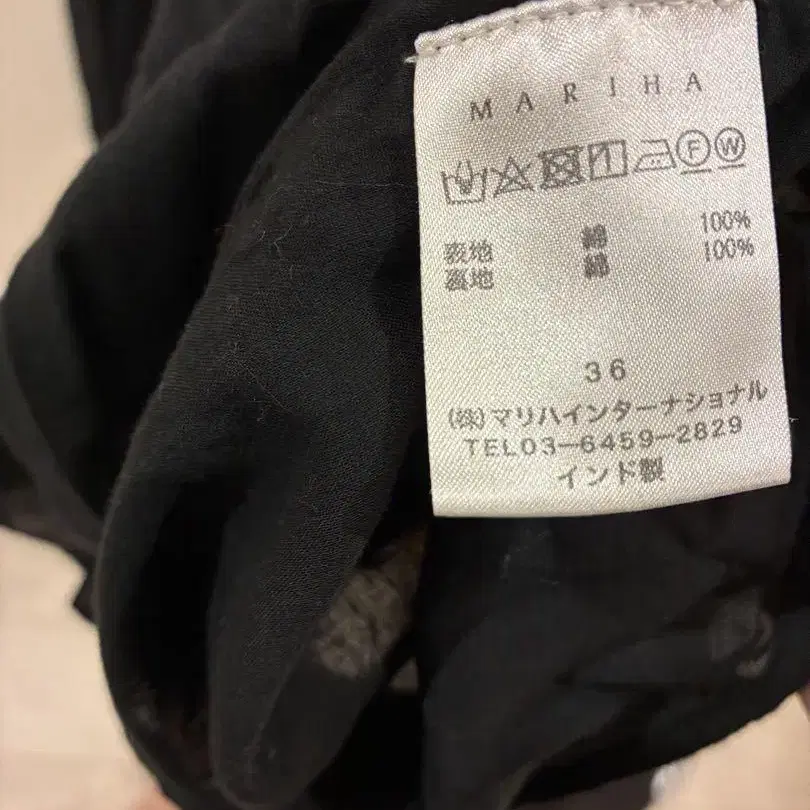 MARIHA
F W
表地 綿 100%
裏地 綿 100%
36
(株)マリハインターナショナル
TEL03-6459-2829
インド製